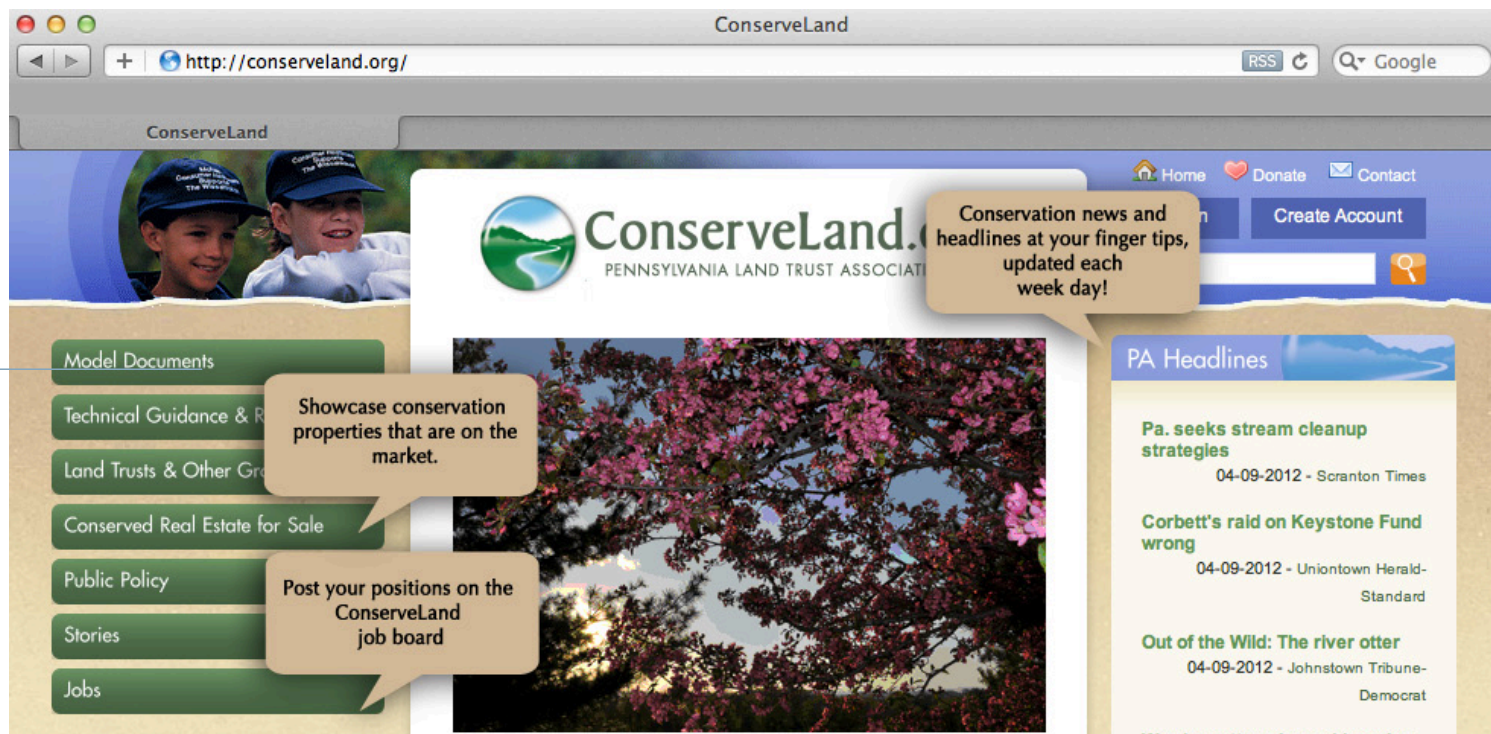 ConserveLand
http://conserveland.org/
RSS
Google
ConserveLand
Home
Donate
Contact
Create Account
ConserveLand.
PENNSYLVANIA LAND TRUST
Conservation news and
headlines at your finger tips,
updated each
week day!
Model Documents
Technical Guidance &
Land Trusts & Other
Conserved Real Estate for Sale
Public Policy
Stories
Jobs
Showcase conservation
properties that are on the
market.
Post your positions on the
ConserveLand
job board
PA Headlines
Pa. seeks stream cleanup
strategies
04-09-2012 - Scranton Times
Corbett's raid on Keystone Fund
wrong
04-09-2012 - Uniontown Herald-
Standard
Out of the Wild: The river otter
04-09-2012 - Johnstown Tribune-
Democrat